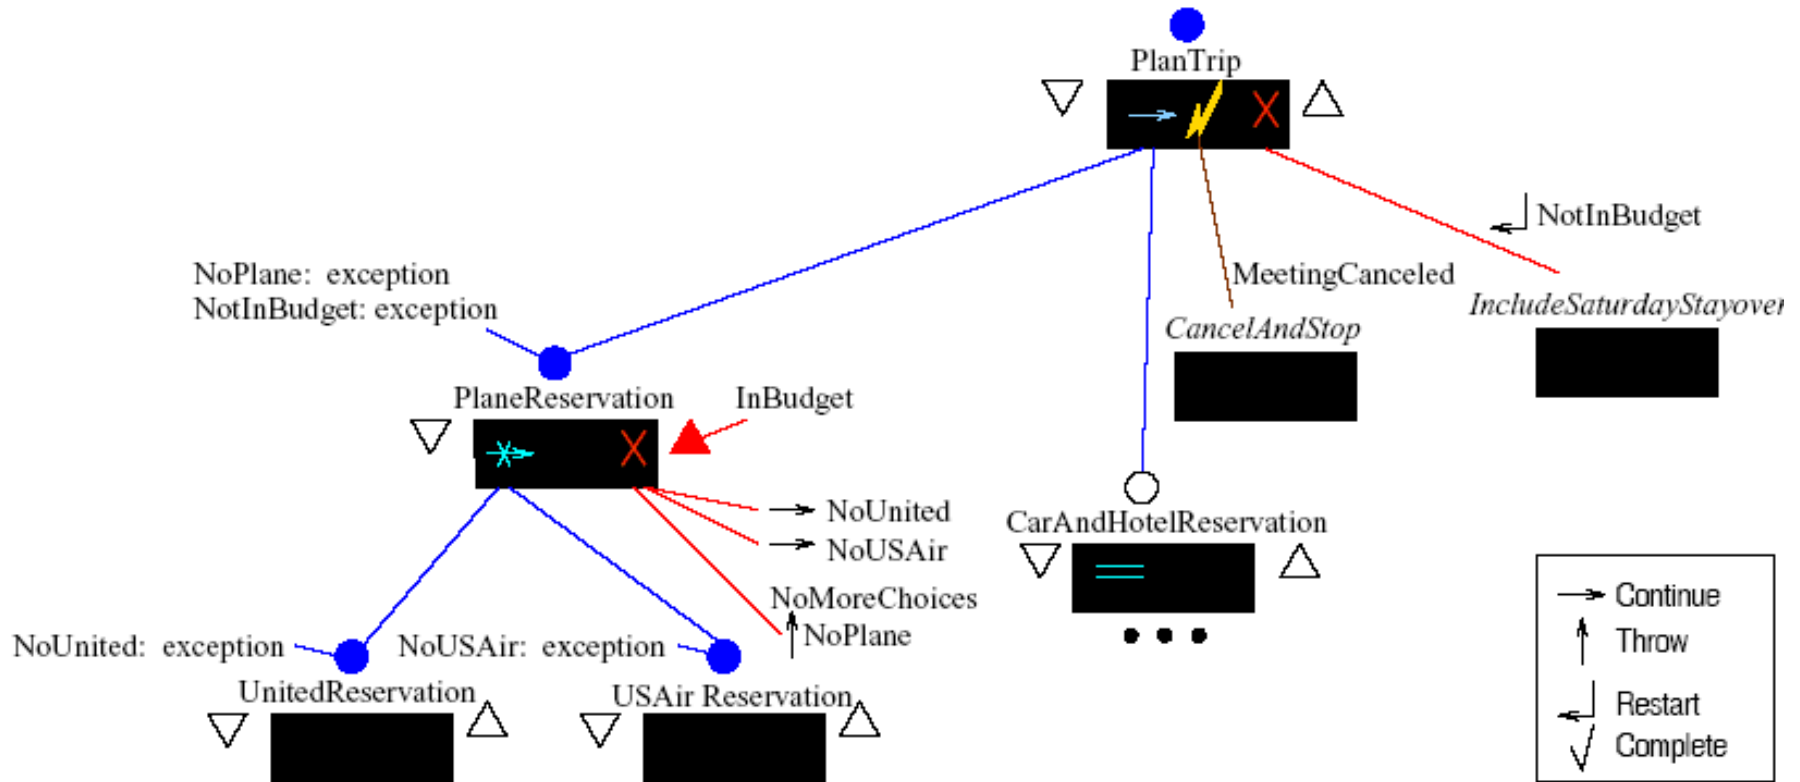 PlanTrip
NotInBudget
NoPlane: exception
MeetingCanceled
NotInBudget: exception
IncludeSaturdayStayover
CancelAndStop
PlaneReservation
InBudget
NoUnited
CarAndHotelReservation
NoUSAir
NoMoreChoices
NoPlane
NoUnited: exception
NoUSAir: exception
UnitedReservation
USAir Reservation
Continue
Throw
Restart
Complete